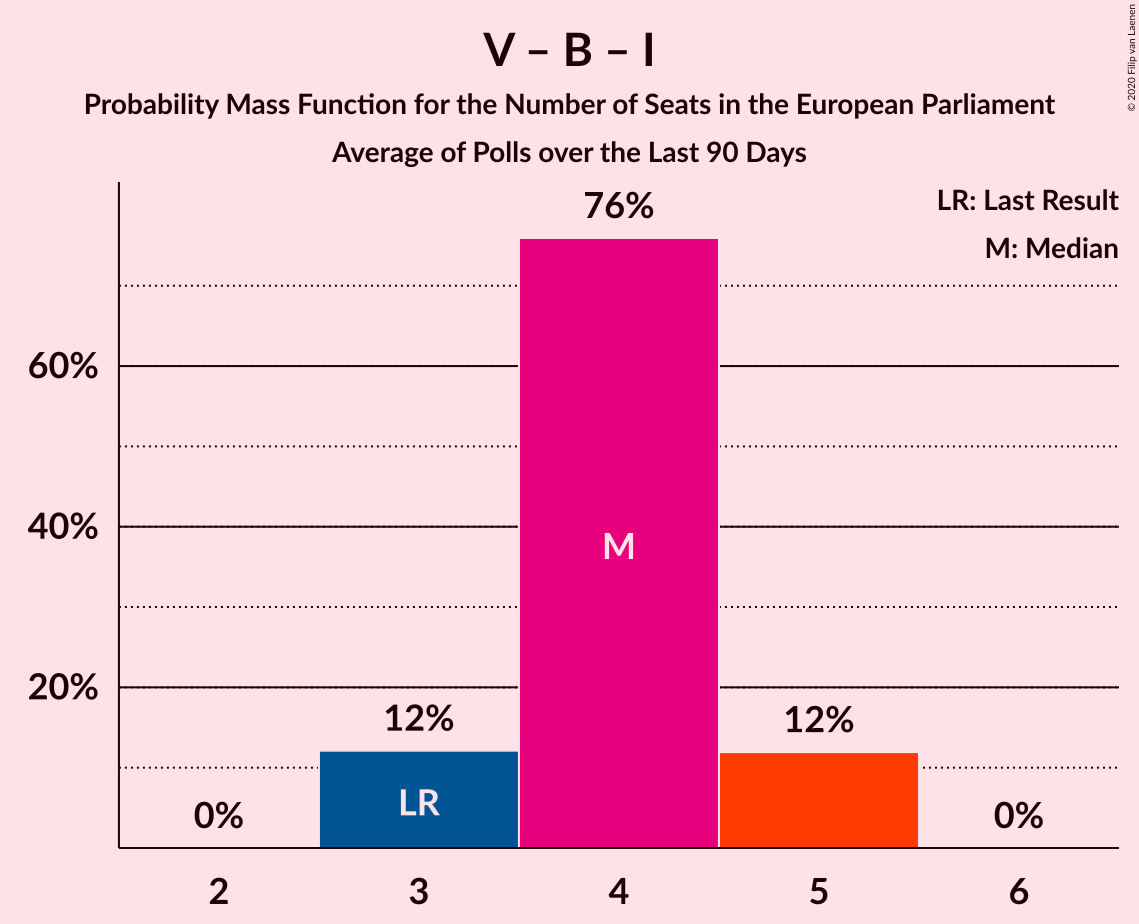 V – B – I
Probability Mass Function for the Number of Seats in the European Parliament
Average of Polls over the Last 90 Days
© 2020 Filip van Laenen
LR: Last Result
M: Median
76%
60%
40%
20%
M
12%
12%
LR
0%
0%
2 3 4 5 6